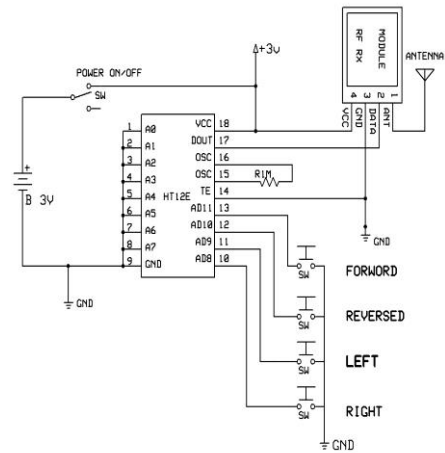 +3v
MODULE
RF RX
ANTENNA
4 3 2 1
VCC GND DATA ANT
POWER ON/OFF
SW
+
B 3V
HT12E
1 A0
2 A1
3 A2
4 A3
5 A4
6 A5
7 A6
8 A7
9 GND
VCC 18
DOUT 17
OSC 16
OSC 15
TE 14
AD11 13
AD10 12
AD9 11
AD8 10
R1M
GND
GND
SW FORWORD
SW REVERSED
SW LEFT
SW RIGHT
GND